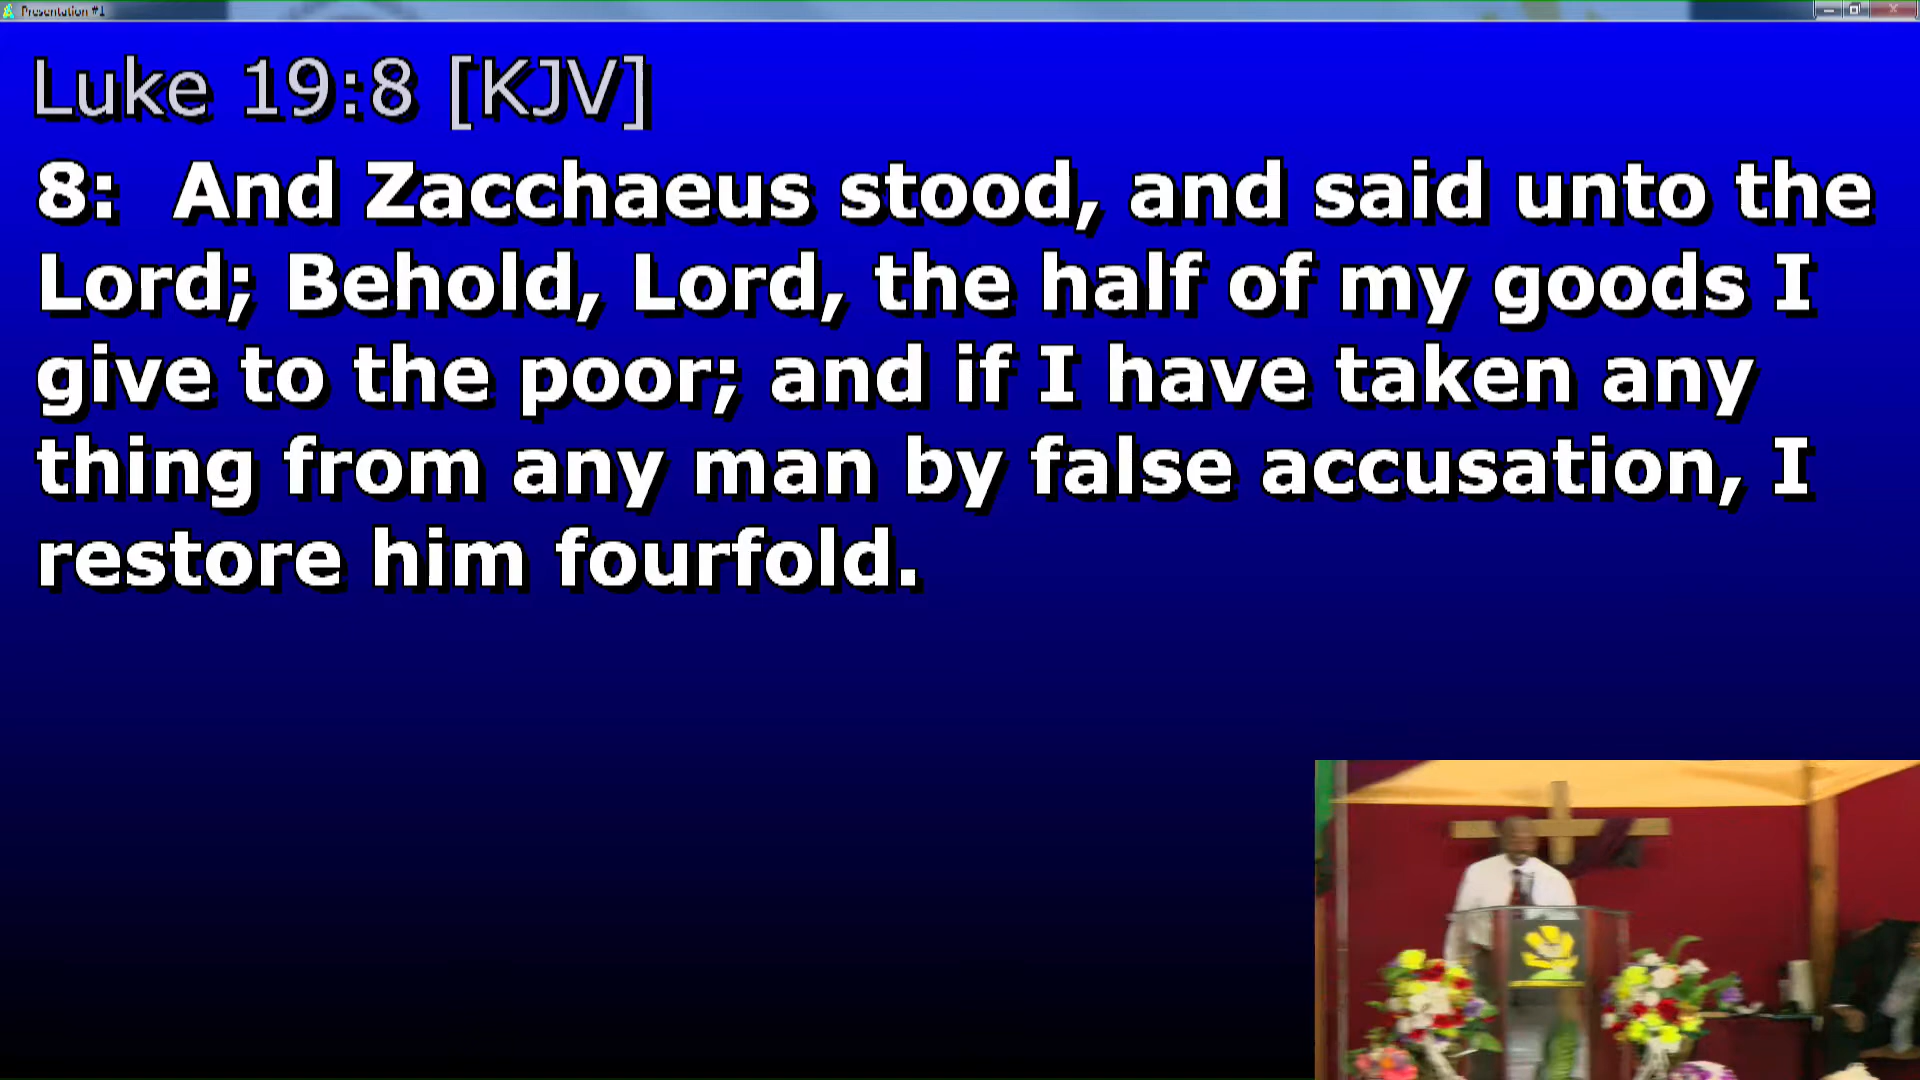 Presentation #1
Luke 19:8 [KJV]
8: And Zacchaeus stood, and said unto the
Lord; Behold, Lord, the half of my goods I
give to the poor; and if I have taken any
thing from any man by false accusation, I
restore him fourfold.